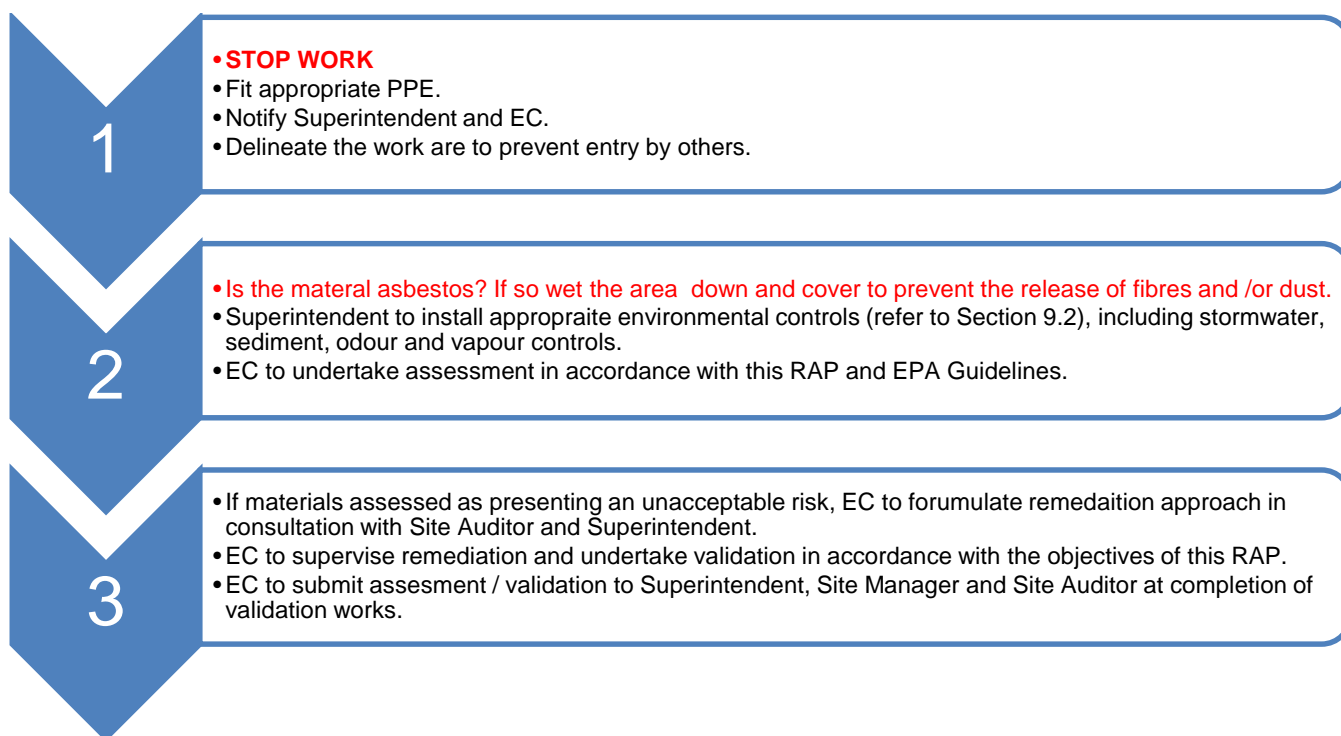 1
•STOP WORK
•Fit appropriate PPE.
•Notify Superintendent and EC.
•Delineate the work are to prevent entry by others.
2
•Is the materal asbestos? If so wet the area  down and cover to prevent the release of fibres and /or dust.
•Superintendent to install appropraite environmental controls (refer to Section 9.2), including stormwater,
sediment, odour and vapour controls.
•EC to undertake assessment in accordance with this RAP and EPA Guidelines.
3
•If materials assessed as presenting an unacceptable risk, EC to forumulate remedaition approach in
consultation with Site Auditor and Superintendent.
•EC to supervise remediation and undertake validation in accordance with the objectives of this RAP.
•EC to submit assesment / validation to Superintendent, Site Manager and Site Auditor at completion of
validation works.